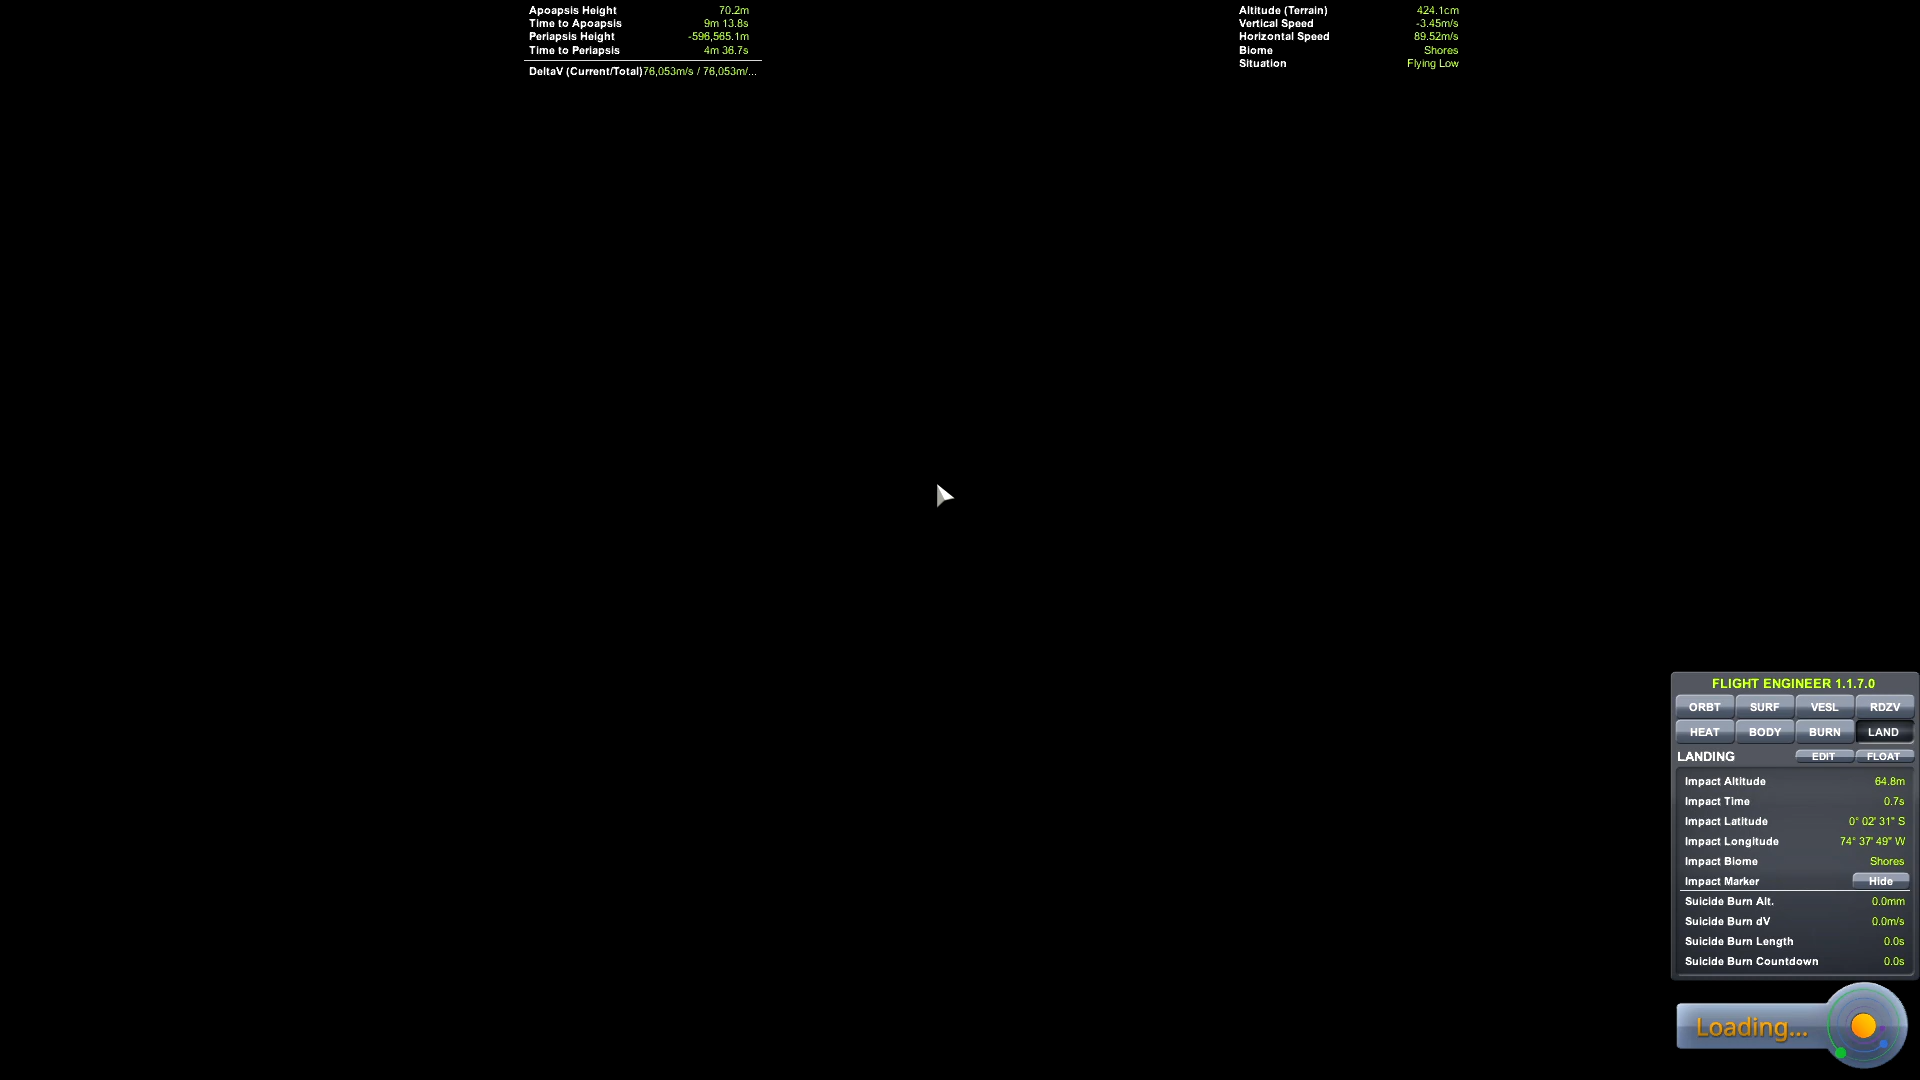 Apoapsis Height 70.2m
Time to Apoapsis 9m 13.8s
Periapsis Height -596,565.1m
Time to Periapsis 4m 36.7s
DeltaV (Current/Total) 76,053m/s / 76,053m/...
Altitude (Terrain) 424.1cm
Vertical Speed -3.45m/s
Horizontal Speed 89.52m/s
Biome Shores
Situation Flying Low
FLIGHT ENGINEER 1.1.7.0
ORBT SURF VESL RDZV
HEAT BODY BURN LAND
LANDING EDIT FLOAT
Impact Altitude 64.8m
Impact Time 0.7s
Impact Latitude 0° 02' 31" S
Impact Longitude 74° 37' 49" W
Impact Biome Shores
Impact Marker Hide
Suicide Burn Alt. 0.0mm
Suicide Burn dV 0.0m/s
Suicide Burn Length 0.0s
Suicide Burn Countdown 0.0s
Loading...